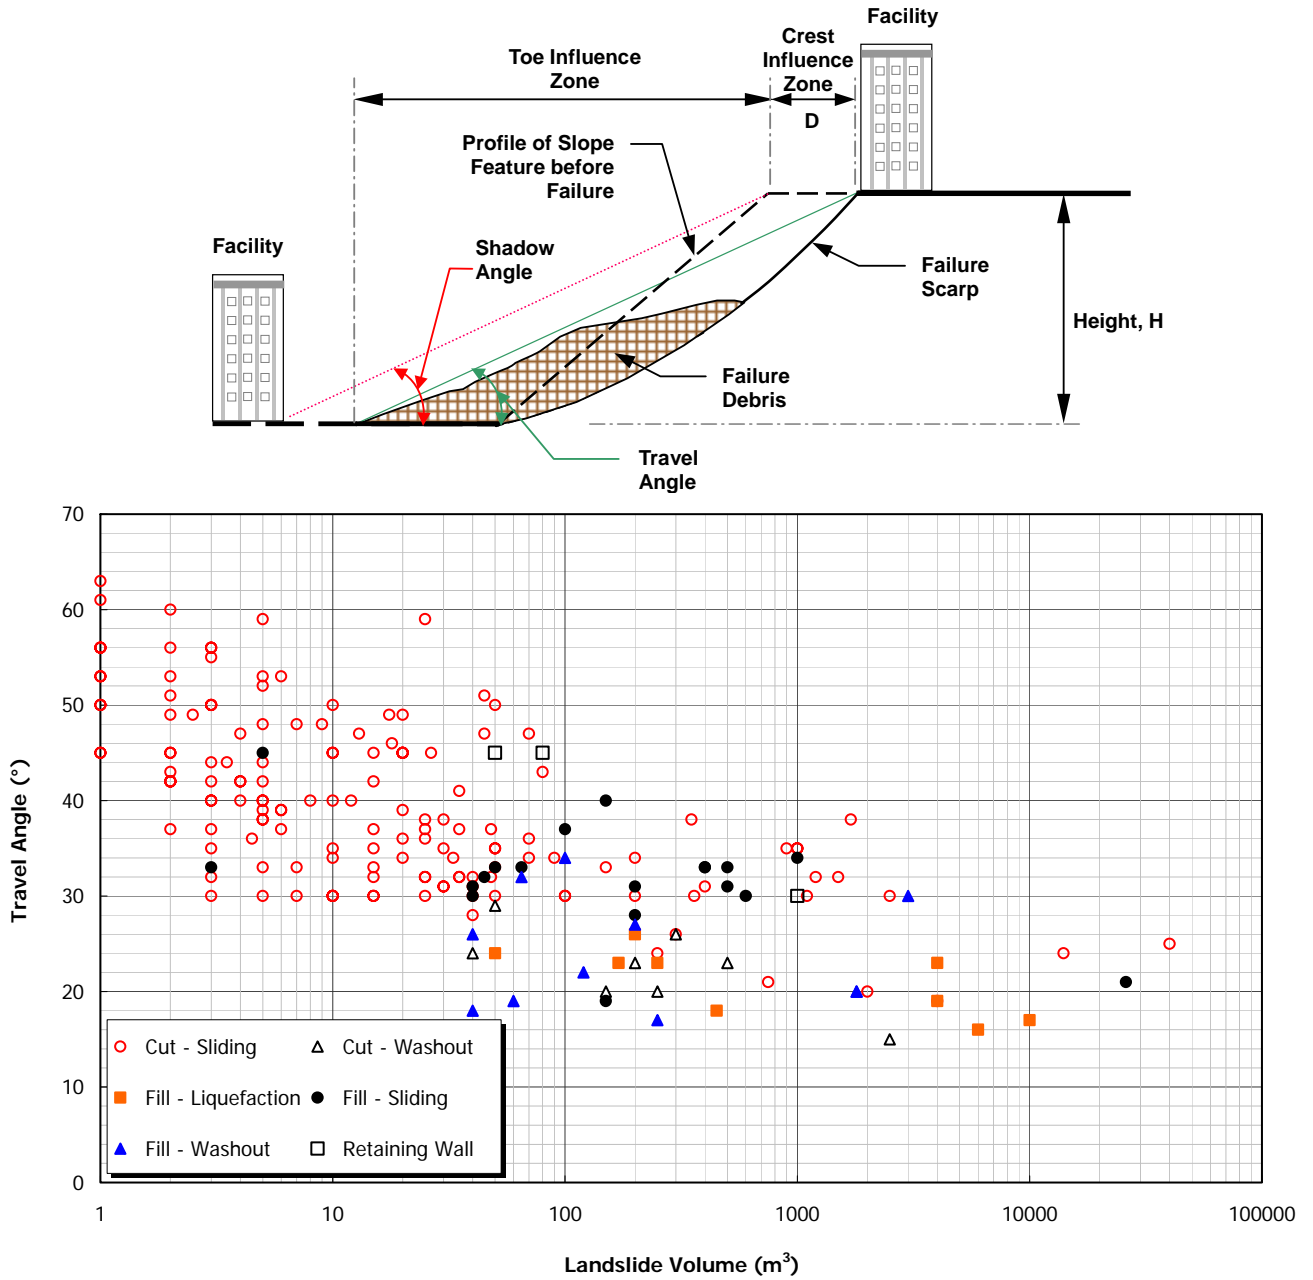 Facility
Crest
Influence
Zone
D
Toe Influence
Zone
Profile of Slope
Feature before
Failure
Facility
Shadow
Angle
Failure
Scarp
Height, H
Failure
Debris
Travel
Angle
70
60
50
40
30
20
10
0
Travel Angle (°)
Cut - Sliding
Cut - Washout
Fill - Liquefaction
Fill - Sliding
Fill - Washout
Retaining Wall
1
10
100
1000
10000
100000
Landslide Volume (m³)